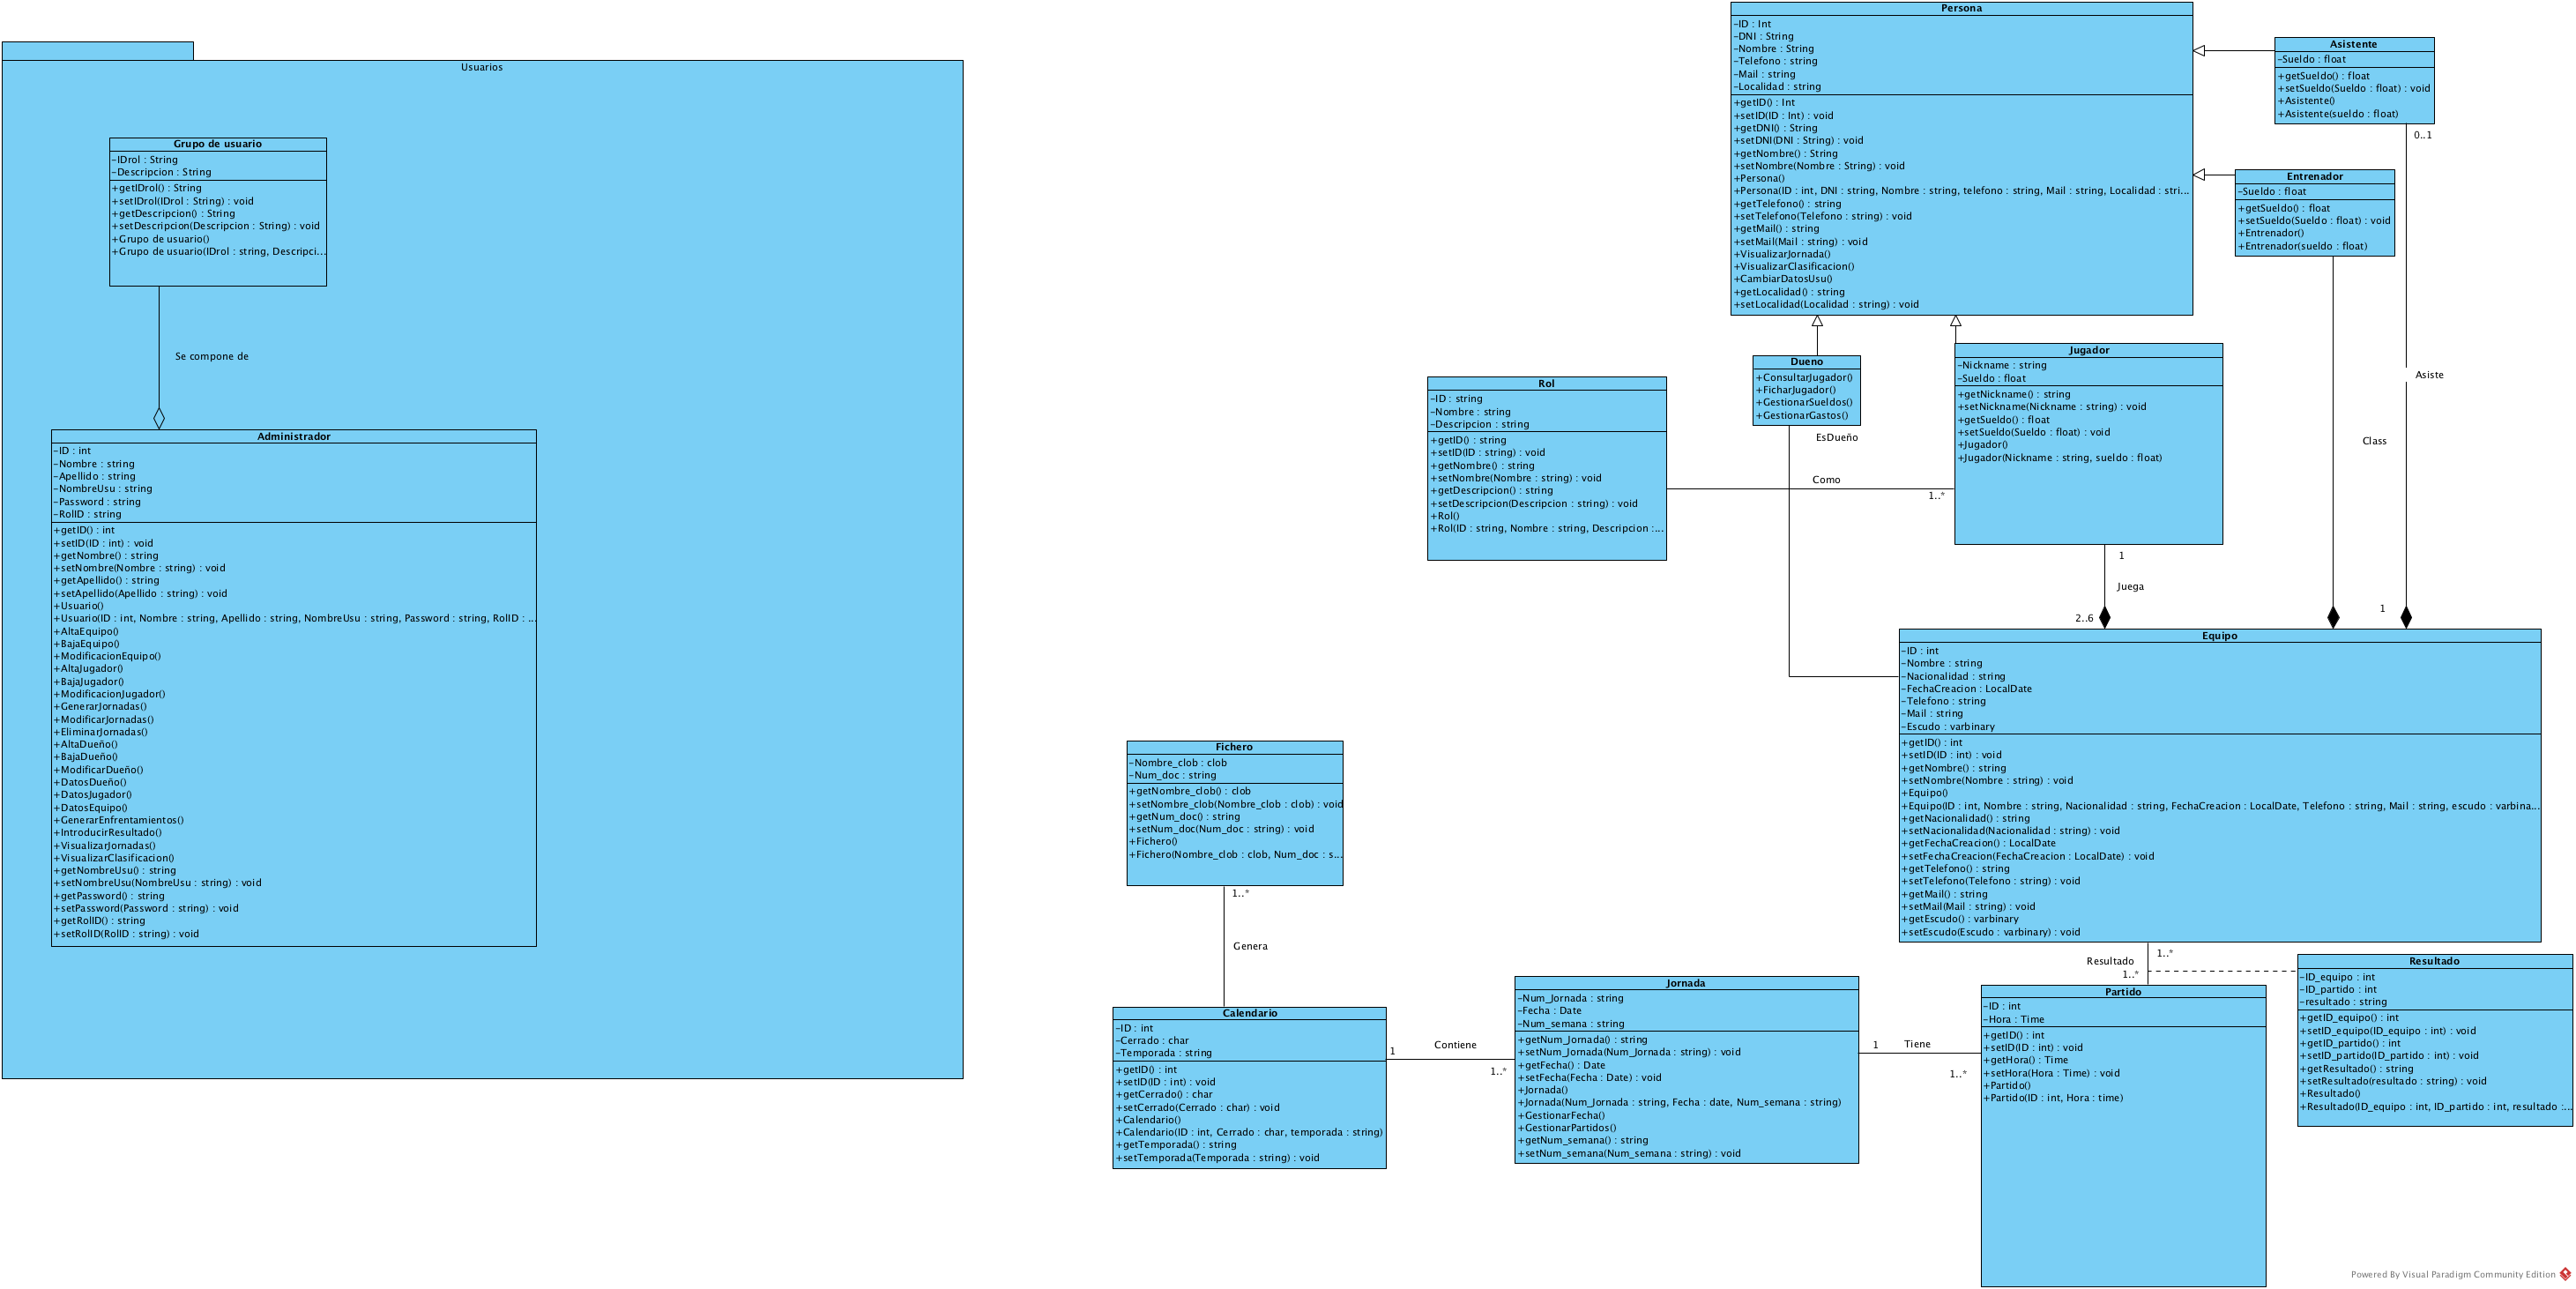 Usuarios
Grupo de usuario
-IDrol : String
-Descripcion : String
+getIDrol() : String
+setIDrol(IDrol : String) : void
+getDescripcion() : String
+setDescripcion(Descripcion : String) : void
+Grupo de usuario()
+Grupo de usuario(IDrol : string, Descripci...
Se compone de
Administrador
-ID : int
-Nombre : string
-Apellido : string
-NombreUsu : string
-Password : string
-RolID : string
+getID() : int
+setID(ID : int) : void
+getNombre() : string
+setNombre(Nombre : string) : void
+getApellido() : string
+setApellido(Apellido : string) : void
+Usuario()
+Usuario(ID : int, Nombre : string, Apellido : string, NombreUsu : string, Password : string, RolID : ...
+AltaEquipo()
+BajaEquipo()
+ModificacionEquipo()
+AltaJugador()
+BajaJugador()
+ModificacionJugador()
+GenerarJornadas()
+ModificarJornadas()
+EliminarJornadas()
+AltaDueño()
+BajaDueño()
+ModificarDueño()
+DatosDueño()
+DatosJugador()
+DatosEquipo()
+GenerarEnfrentamientos()
+IntroducirResultado()
+VisualizarJornadas()
+VisualizarClasificacion()
+getNombreUsu() : string
+setNombreUsu(NombreUsu : string) : void
+getPassword() : string
+setPassword(Password : string) : void
+getRolID() : string
+setRolID(RolID : string) : void
Persona
-ID : Int
-DNI : String
-Nombre : String
-Telefono : string
-Mail : string
-Localidad : string
+getID() : Int
+setID(ID : Int) : void
+getDNI() : String
+setDNI(DNI : String) : void
+getNombre() : String
+setNombre(Nombre : String) : void
+Persona()
+Persona(ID : int, DNI : string, Nombre : string, telefono : string, Mail : string, Localidad : stri...
+getTelefono() : string
+setTelefono(Telefono : string) : void
+getMail() : string
+setMail(Mail : string) : void
+VisualizarJornada()
+VisualizarClasificacion()
+CambiarDatosUsu()
+getLocalidad() : string
+setLocalidad(Localidad : string) : void
Asistente
-Sueldo : float
+getSueldo() : float
+setSueldo(Sueldo : float) : void
+Asistente()
+Asistente(sueldo : float)
0..1
Entrenador
-Sueldo : float
+getSueldo() : float
+setSueldo(Sueldo : float) : void
+Entrenador()
+Entrenador(sueldo : float)
Asiste
Class
1
Dueno
+ConsultarJugador()
+FicharJugador()
+GestionarSueldos()
+GestionarGastos()
EsDueño
Jugador
-Nickname : string
-Sueldo : float
+getNickname() : string
+setNickname(Nickname : string) : void
+getSueldo() : float
+setSueldo(Sueldo : float) : void
+Jugador()
+Jugador(Nickname : string, sueldo : float)
Rol
-ID : string
-Nombre : string
-Descripcion : string
+getID() : string
+setID(ID : string) : void
+getNombre() : string
+setNombre(Nombre : string) : void
+getDescripcion() : string
+setDescripcion(Descripcion : string) : void
+Rol()
+Rol(ID : string, Nombre : string, Descripcion :...
Como
1..*
1
Juega
2..6
Equipo
-ID : int
-Nombre : string
-Nacionalidad : string
-FechaCreacion : LocalDate
-Telefono : string
-Mail : string
-Escudo : varbinary
+getID() : int
+setID(ID : int) : void
+getNombre() : string
+setNombre(Nombre : string) : void
+Equipo()
+Equipo(ID : int, Nombre : string, Nacionalidad : string, FechaCreacion : LocalDate, Telefono : string, Mail : string, escudo : varbina...
+getNacionalidad() : string
+setNacionalidad(Nacionalidad : string) : void
+getFechaCreacion() : LocalDate
+setFechaCreacion(FechaCreacion : LocalDate) : void
+getTelefono() : string
+setTelefono(Telefono : string) : void
+getMail() : string
+setMail(Mail : string) : void
+getEscudo() : varbinary
+setEscudo(Escudo : varbinary) : void
Fichero
-Nombre_clob : clob
-Num_doc : string
+getNombre_clob() : clob
+setNombre_clob(Nombre_clob : clob) : void
+getNum_doc() : string
+setNum_doc(Num_doc : string) : void
+Fichero()
+Fichero(Nombre_clob : clob, Num_doc : s...
1..*
Genera
Calendario
-ID : int
-Cerrado : char
-Temporada : string
+getID() : int
+setID(ID : int) : void
+getCerrado() : char
+setCerrado(Cerrado : char) : void
+Calendario()
+Calendario(ID : int, Cerrado : char, temporada : string)
+getTemporada() : string
+setTemporada(Temporada : string) : void
1
Contiene
1..*
Jornada
-Num_Jornada : string
-Fecha : Date
-Num_semana : string
+getNum_Jornada() : string
+setNum_Jornada(Num_Jornada : string) : void
+getFecha() : Date
+setFecha(Fecha : Date) : void
+Jornada()
+Jornada(Num_Jornada : string, Fecha : date, Num_semana : string)
+GestionarFecha()
+GestionarPartidos()
+getNum_semana() : string
+setNum_semana(Num_semana : string) : void
1
Tiene
1..*
1..*
Resultado
1..*
Partido
-ID : int
-Hora : Time
+getID() : int
+setID(ID : int) : void
+getHora() : Time
+setHora(Hora : Time) : void
+Partido()
+Partido(ID : int, Hora : time)
Resultado
-ID_equipo : int
-ID_partido : int
-resultado : string
+getID_equipo() : int
+setID_equipo(ID_equipo : int) : void
+getID_partido() : int
+setID_partido(ID_partido : int) : void
+getResultado() : string
+setResultado(resultado : string) : void
+Resultado()
+Resultado(ID_equipo : int, ID_partido : int, resultado :...
Powered By Visual Paradigm Community Edition